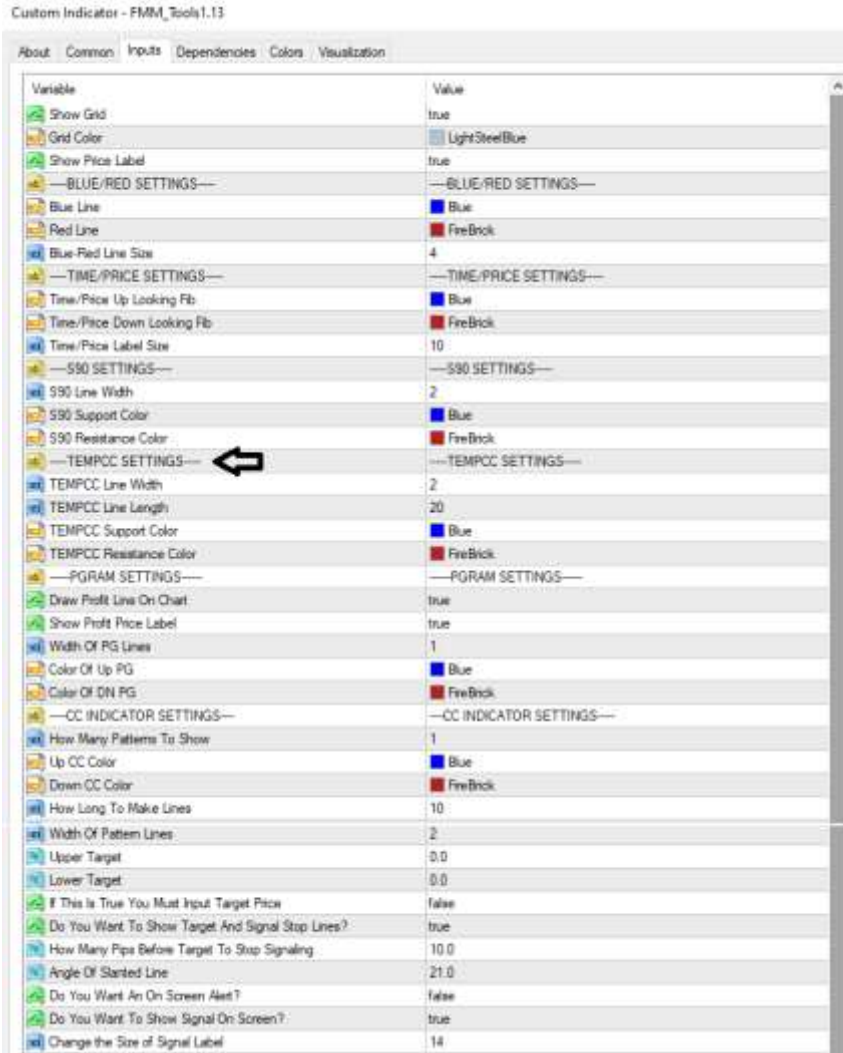 Custom Indicator - FMM_Tools1.13
About Common Inputs Dependencies Colors Visualization
Variable Value
Show Grid true
Grid Color LightSteelBlue
Show Price Label true
----BLUE/RED SETTINGS---- ----BLUE/RED SETTINGS----
Blue Line Blue
Red Line FireBrick
Blue-Red Line Size 4
----TIME/PRICE SETTINGS---- ----TIME/PRICE SETTINGS----
Time/Price Up Looking Fib Blue
Time/Price Down Looking Fib FireBrick
Time/Price Label Size 10
----S90 SETTINGS---- ----S90 SETTINGS----
S90 Line Width 2
S90 Support Color Blue
S90 Resistance Color FireBrick
----TEMPCC SETTINGS---- ----TEMPCC SETTINGS----
TEMPCC Line Width 2
TEMPCC Line Length 20
TEMPCC Support Color Blue
TEMPCC Resistance Color FireBrick
-----PGRAM SETTINGS----- -----PGRAM SETTINGS-----
Draw Profit Line On Chart true
Show Profit Price Label true
Width Of PG Lines 1
Color Of Up PG Blue
Color Of DN PG FireBrick
----CC INDICATOR SETTINGS---- ----CC INDICATOR SETTINGS----
How Many Patterns To Show 1
Up CC Color Blue
Down CC Color FireBrick
How Long To Make Lines 10
Width Of Pattern Lines 2
Upper Target 0.0
Lower Target 0.0
If This Is True You Must Input Target Price false
Do You Want To Show Target And Signal Stop Lines? true
How Many Pips Before Target To Stop Signaling 10.0
Angle Of Slanted Line 21.0
Do You Want An On Screen Alert? false
Do You Want To Show Signal On Screen? true
Change the Size of Signal Label 14